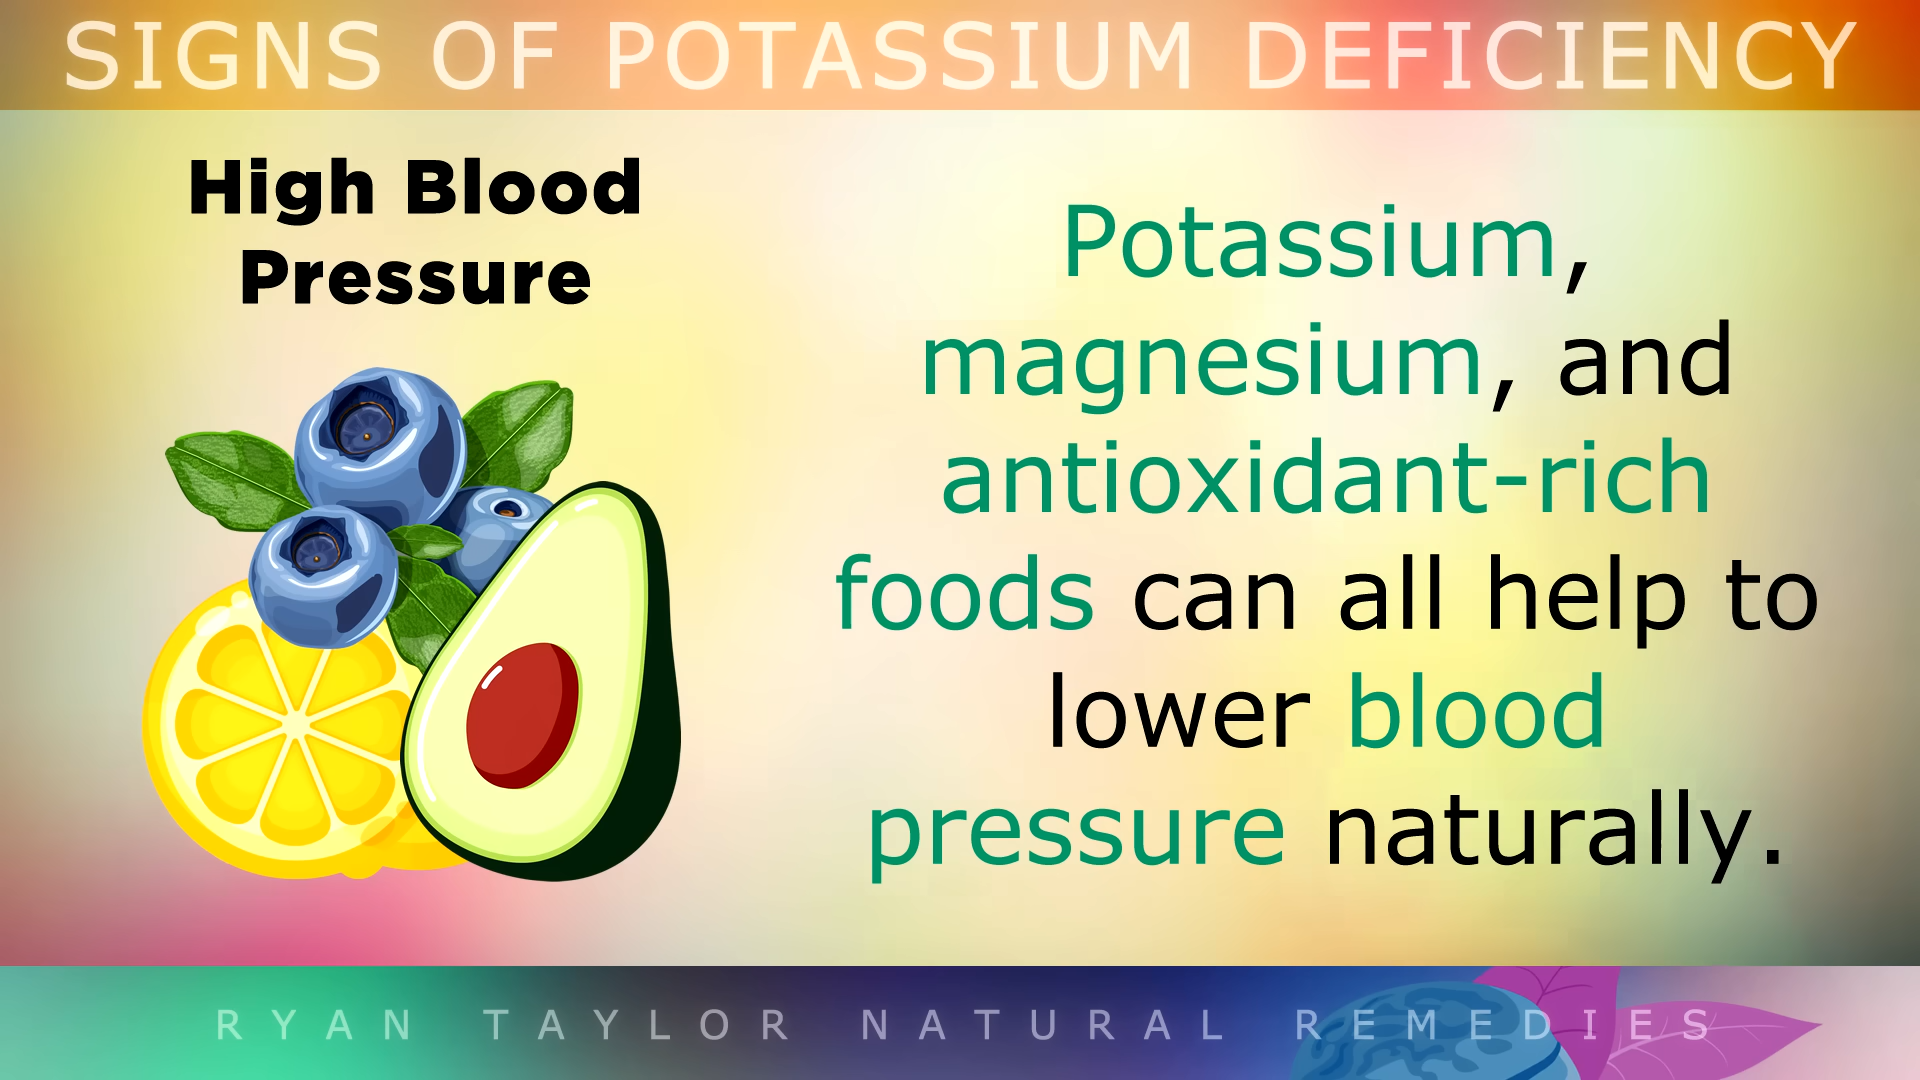 SIGNS OF POTASSIUM DEFICIENCY
High Blood
Pressure
Potassium,
magnesium, and
antioxidant-rich
foods can all help to
lower blood
pressure naturally.
RYAN TAYLOR NATURAL REMEDIES